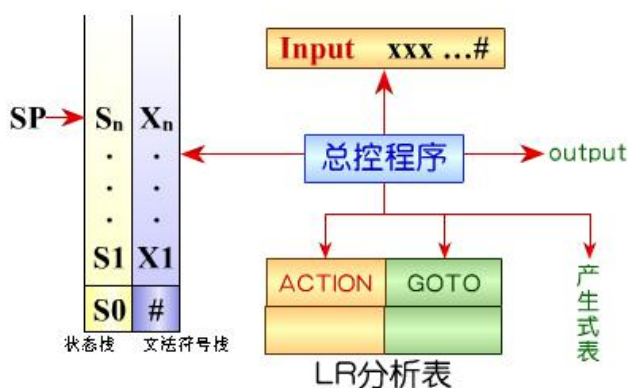 Input xxx ...#
SP
Sn Xn
. .
. .
. .
S1 X1
S0 #
状态栈 文法符号栈
总控程序
output
ACTION GOTO
产生式表
LR分析表